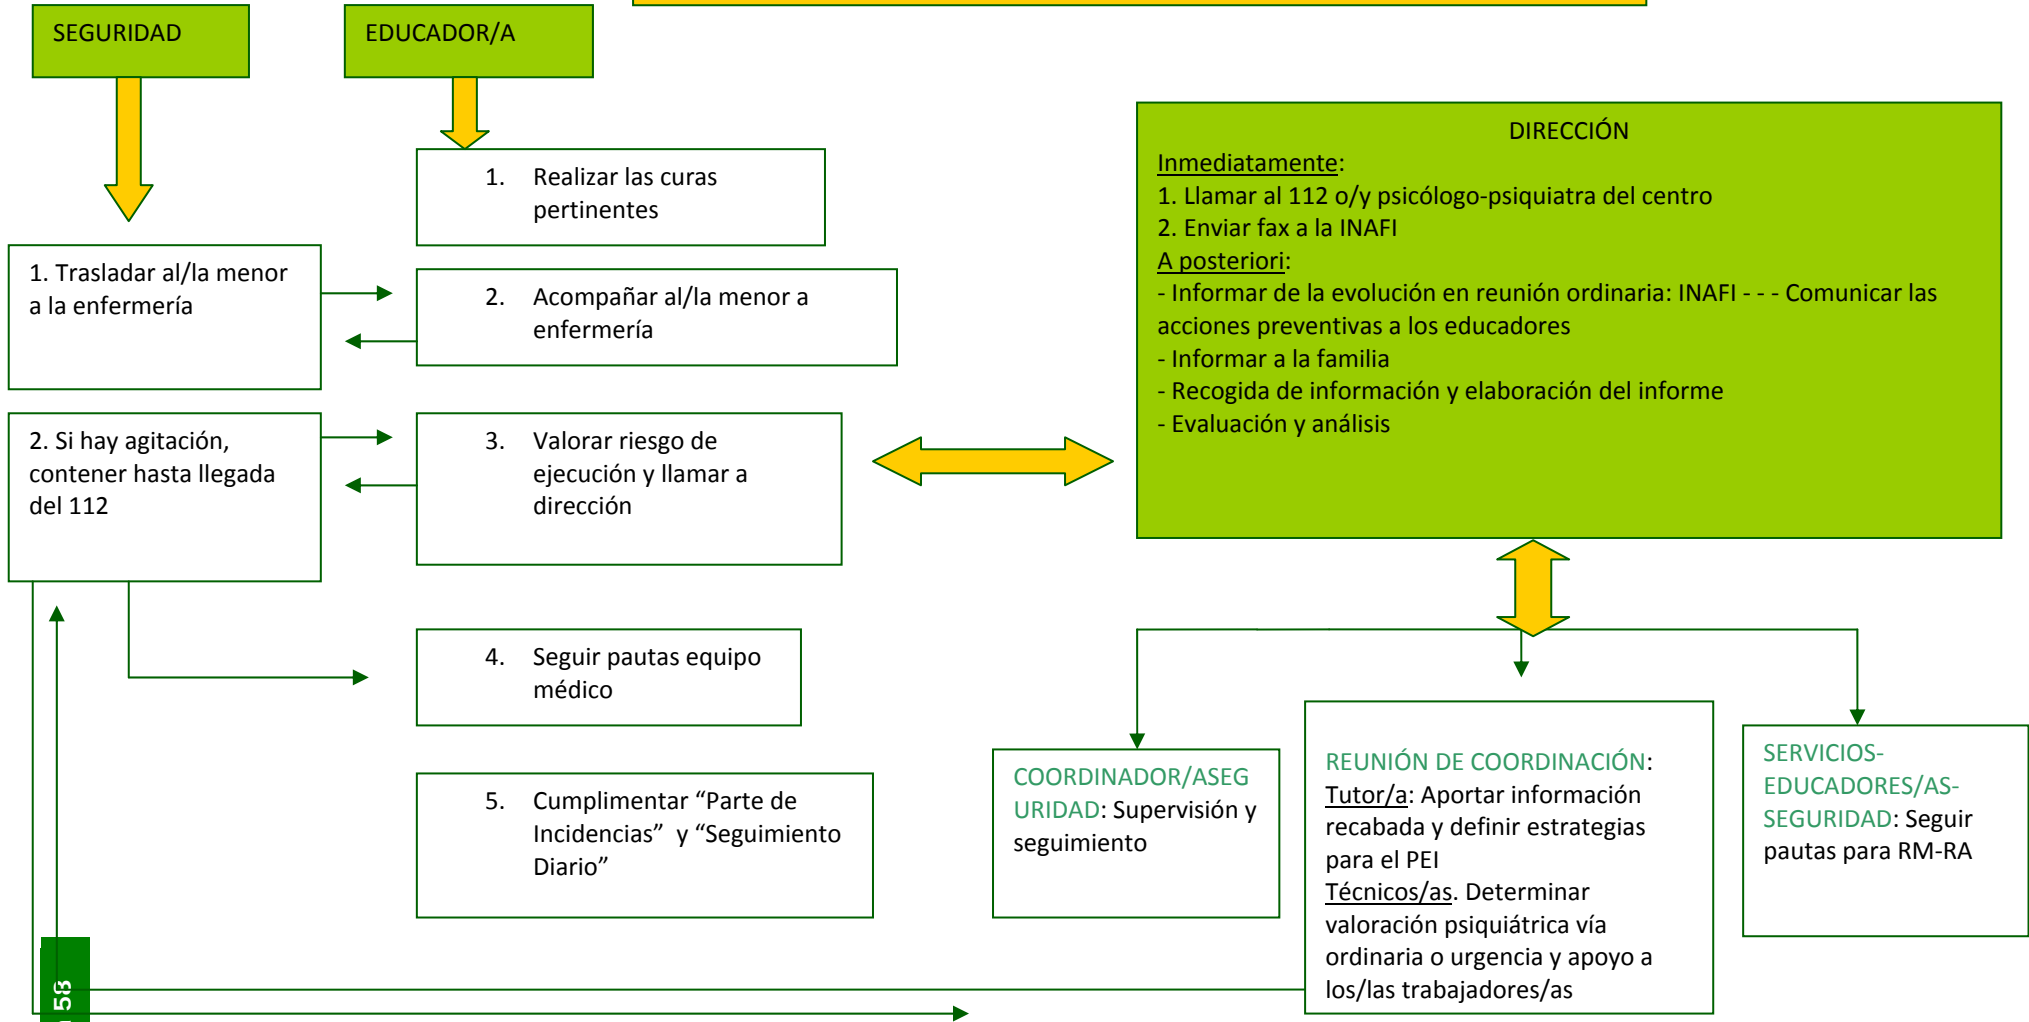 SEGURIDAD
EDUCADOR/A
1. Realizar las curas
pertinentes
1. Trasladar al/la menor
a la enfermería
2. Acompañar al/la menor a
enfermería
2. Si hay agitación,
contener hasta llegada
del 112
3. Valorar riesgo de
ejecución y llamar a
dirección
4. Seguir pautas equipo
médico
5. Cumplimentar “Parte de
Incidencias” y “Seguimiento
Diario”
DIRECCIÓN
Inmediatamente:
1. Llamar al 112 o/y psicólogo-psiquiatra del centro
2. Enviar fax a la INAFI
A posteriori:
- Informar de la evolución en reunión ordinaria: INAFI - - - Comunicar las
acciones preventivas a los educadores
- Informar a la familia
- Recogida de información y elaboración del informe
- Evaluación y análisis
COORDINADOR/ASEG
URIDAD: Supervisión y
seguimiento
REUNIÓN DE COORDINACIÓN:
Tutor/a: Aportar información
recabada y definir estrategias
para el PEI
Técnicos/as. Determinar
valoración psiquiátrica vía
ordinaria o urgencia y apoyo a
los/las trabajadores/as
SERVICIOS-
EDUCADORES/AS-
SEGURIDAD: Seguir
pautas para RM-RA
58